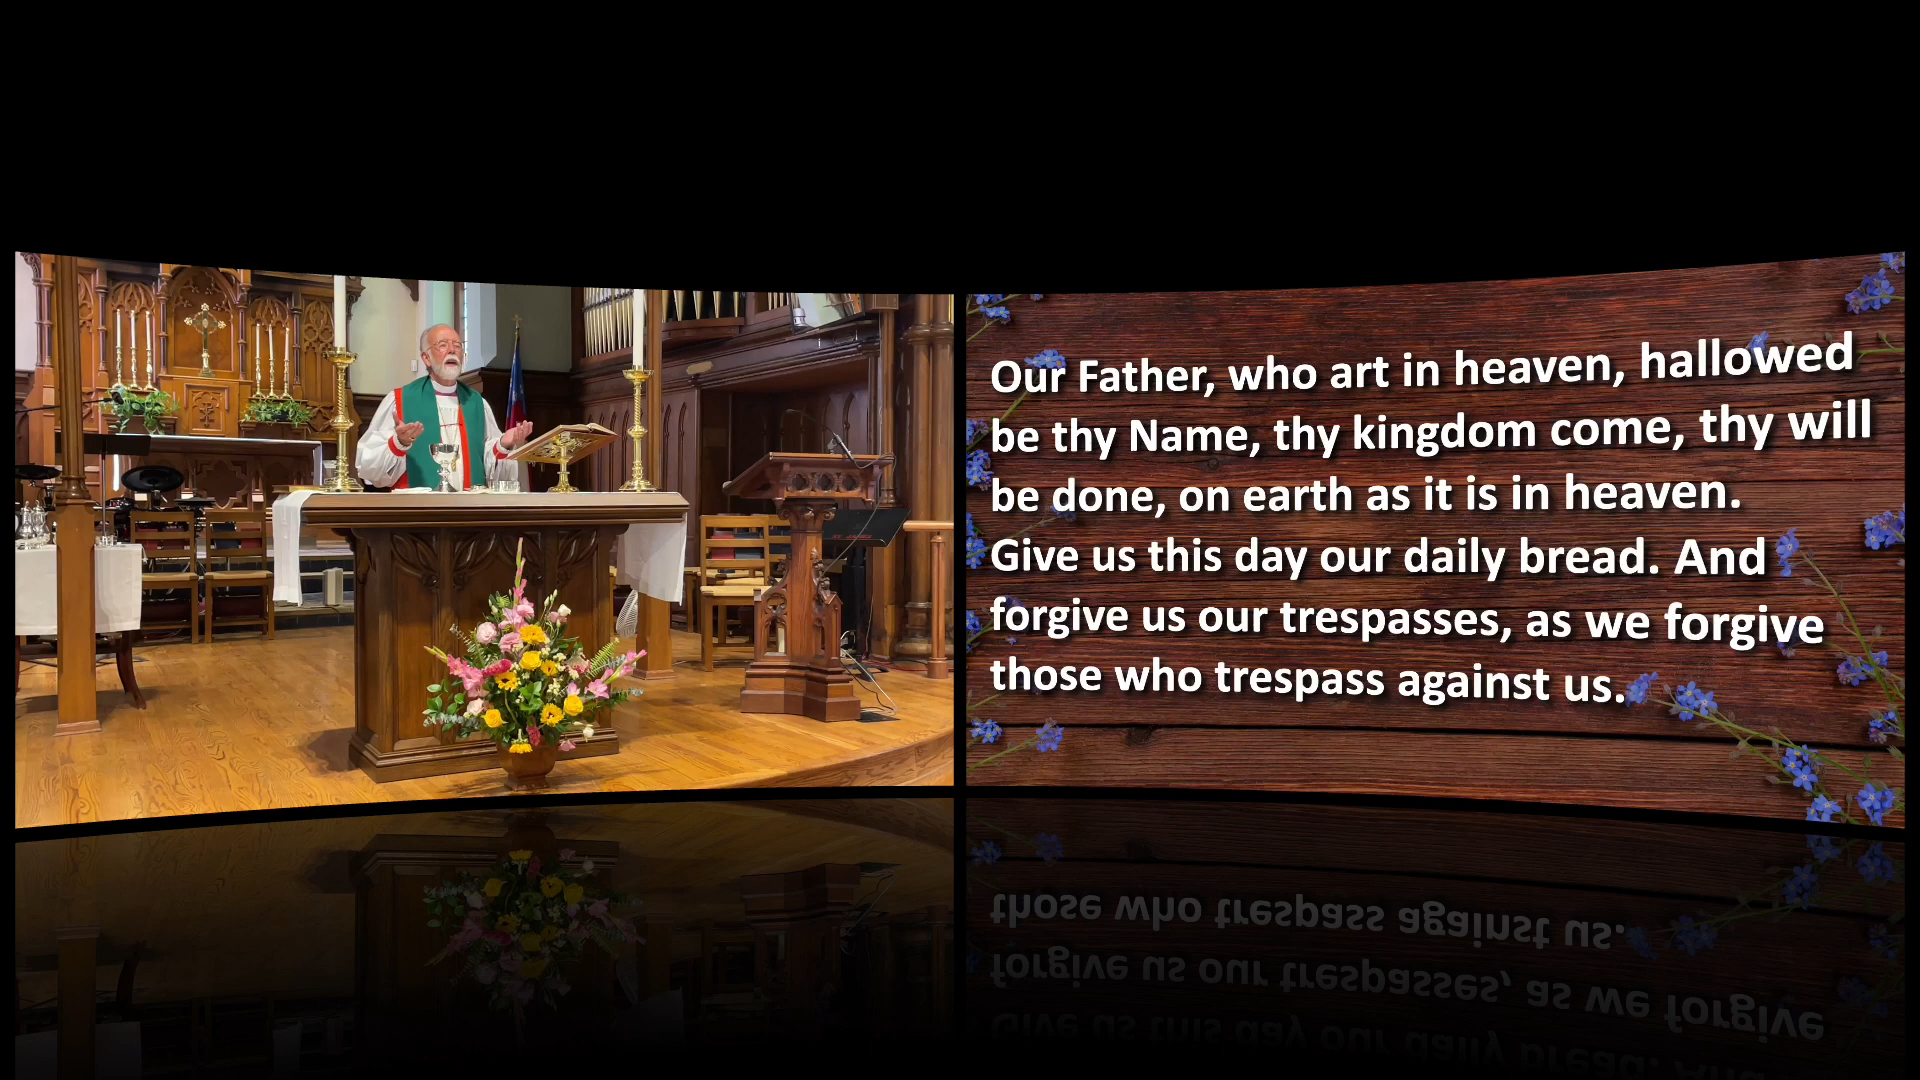 Our Father, who art in heaven, hallowed
be thy Name, thy kingdom come, thy will
be done, on earth as it is in heaven.
Give us this day our daily bread. And
forgive us our trespasses, as we forgive
those who trespass against us.